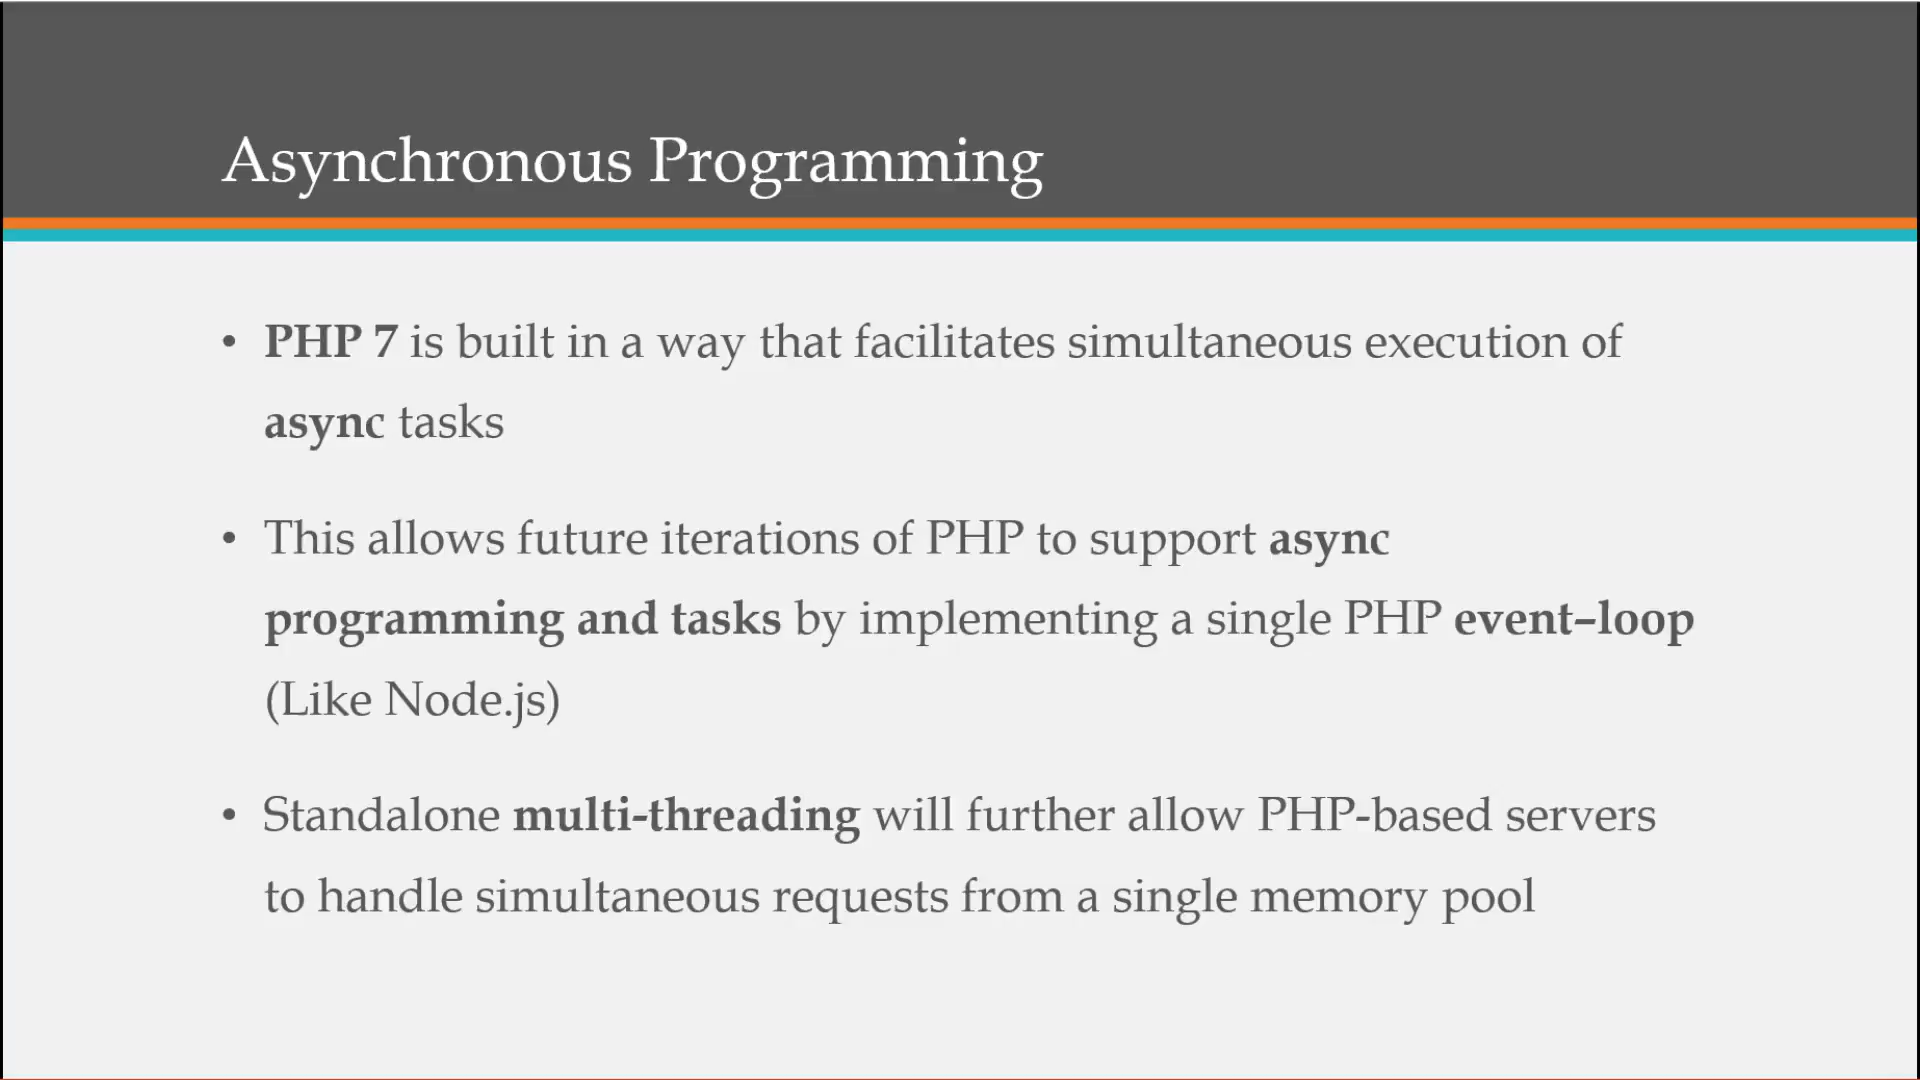 Asynchronous Programming
• PHP 7 is built in a way that facilitates simultaneous execution of
async tasks
• This allows future iterations of PHP to support async
programming and tasks by implementing a single PHP event–loop
(Like Node.js)
• Standalone multi-threading will further allow PHP-based servers
to handle simultaneous requests from a single memory pool